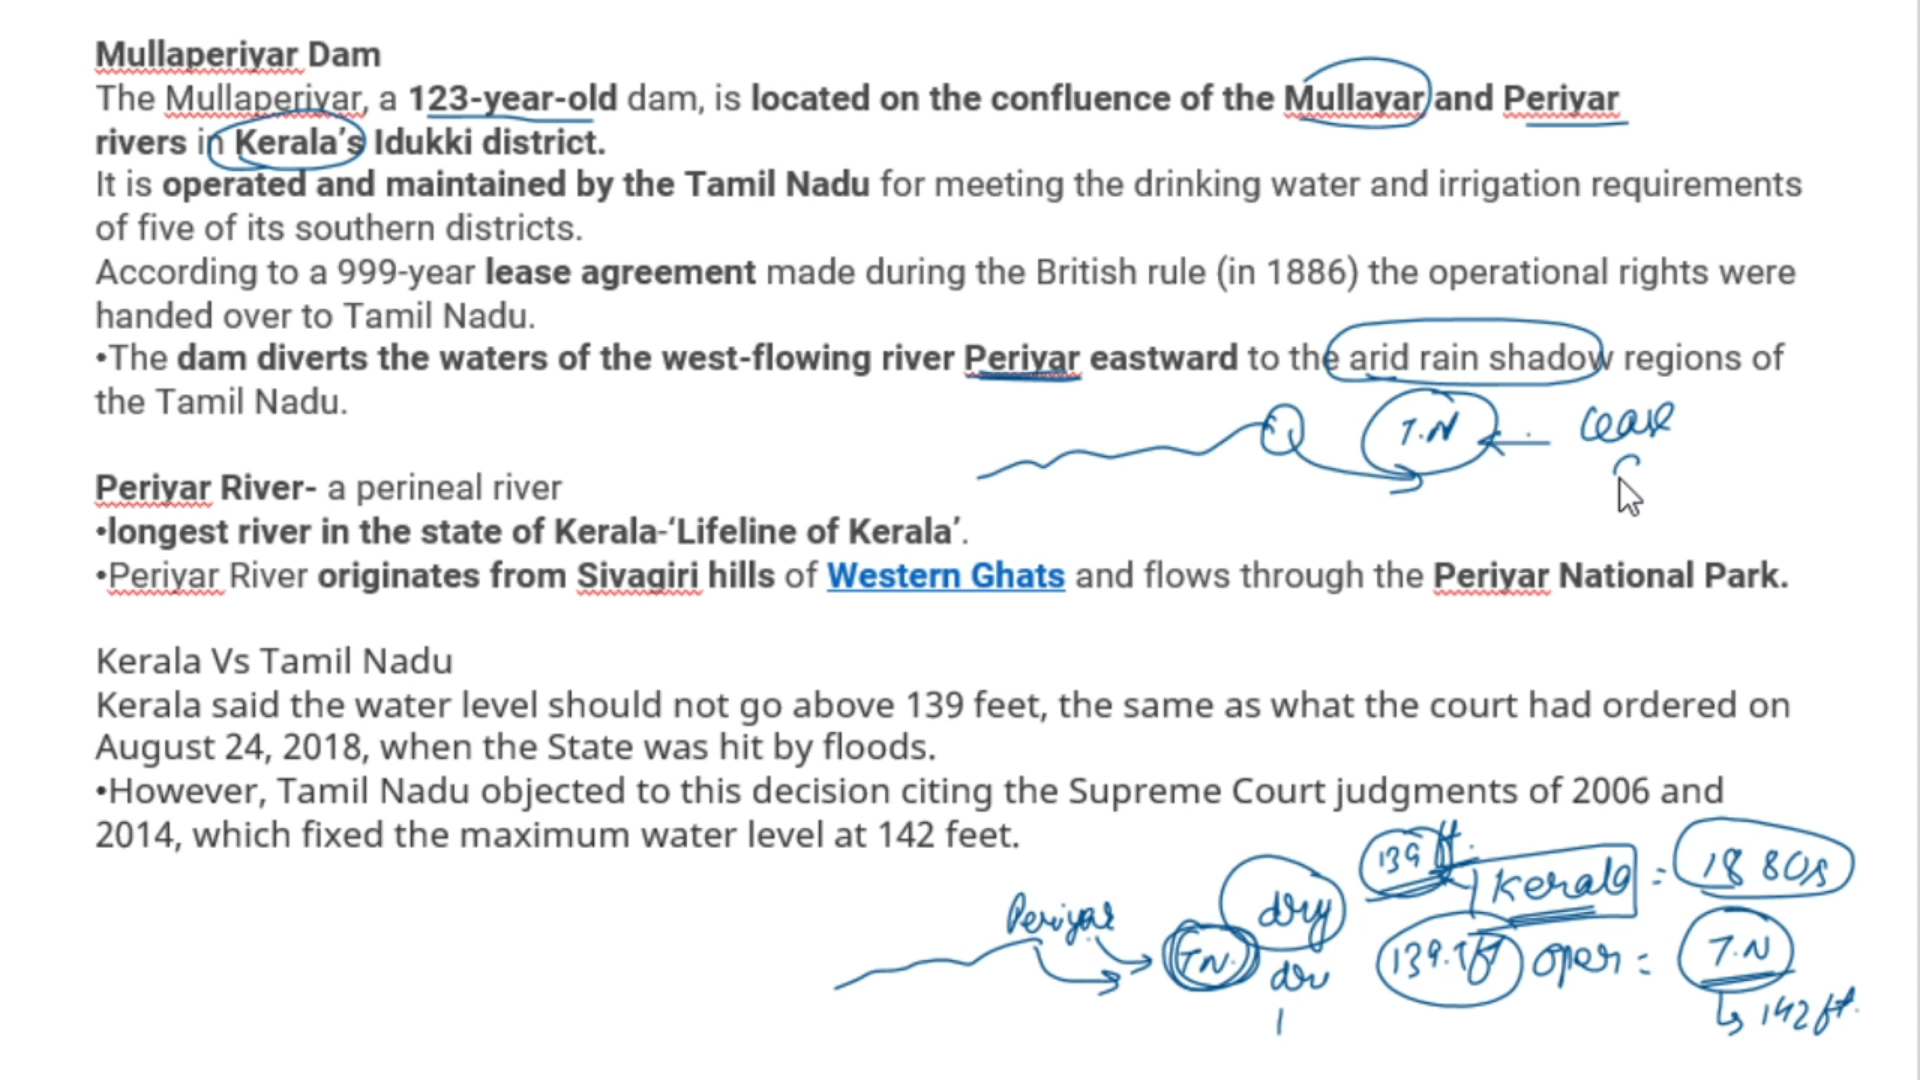 Mullaperiyar Dam
The Mullaperiyar, a 123-year-old dam, is located on the confluence of the Mullayar and Periyar
rivers in Kerala's Idukki district.
It is operated and maintained by the Tamil Nadu for meeting the drinking water and irrigation requirements
of five of its southern districts.
According to a 999-year lease agreement made during the British rule (in 1886) the operational rights were
handed over to Tamil Nadu.
•The dam diverts the waters of the west-flowing river Periyar eastward to the arid rain shadow regions of
the Tamil Nadu.
T.N lease
Periyar River- a perineal river
•longest river in the state of Kerala-‘Lifeline of Kerala’.
•Periyar River originates from Sivagiri hills of Western Ghats and flows through the Periyar National Park.
Kerala Vs Tamil Nadu
Kerala said the water level should not go above 139 feet, the same as what the court had ordered on
August 24, 2018, when the State was hit by floods.
•However, Tamil Nadu objected to this decision citing the Supreme Court judgments of 2006 and
2014, which fixed the maximum water level at 142 feet.
139 ft. Kerala = 1880s
Periyar dry
T.N. 139. ft oper = T.N
142 ft.